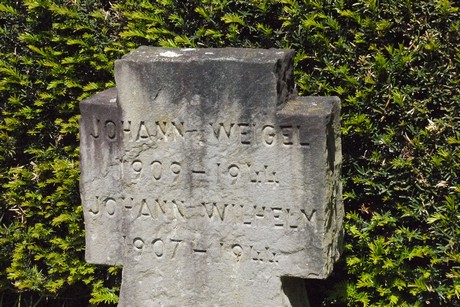 JOHANN WEIGEL
1909 – 1944
JOHANN WILHELM
1907 – 1944